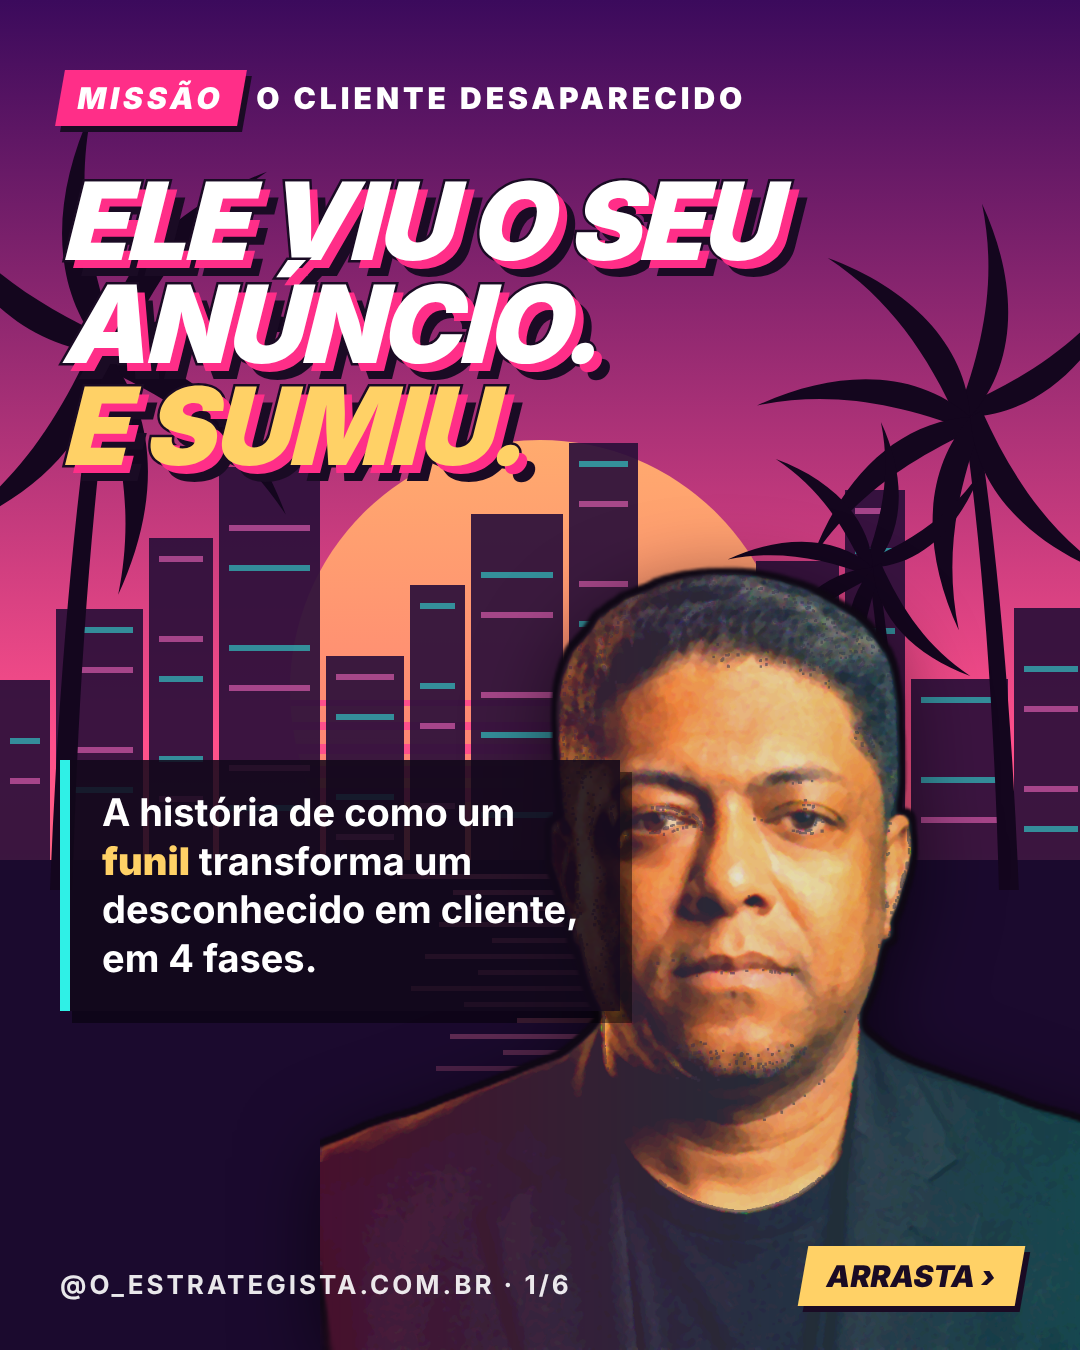 MISSÃO O CLIENTE DESAPARECIDO
ELE VIU O SEU
ANÚNCIO.
E SUMIU.
A história de como um
funil transforma um
desconhecido em cliente,
em 4 fases.
@O_ESTRATEGISTA.COM.BR · 1/6
ARRASTA ›